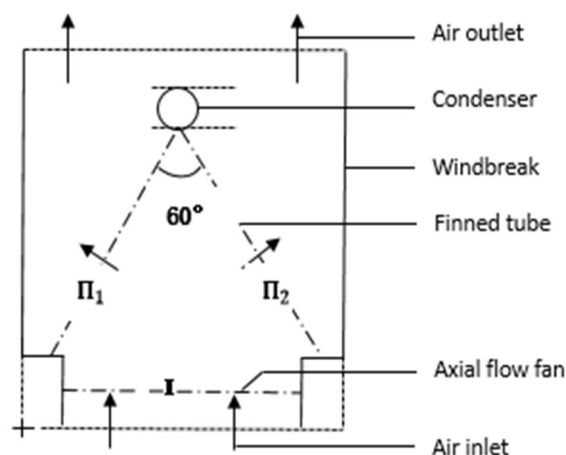 Air outlet
Condenser
Windbreak
Finned tube
60°
Π₁
Π₂
Axial flow fan
I
Air inlet